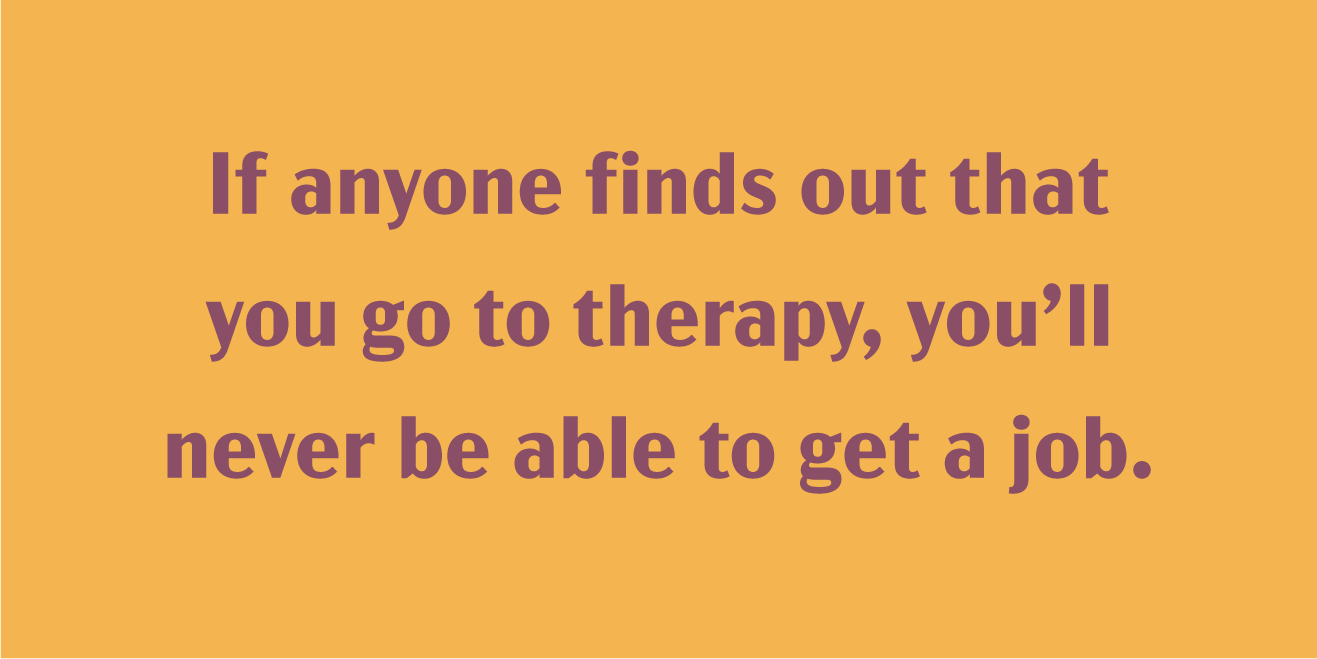 If anyone finds out that
you go to therapy, you’ll
never be able to get a job.